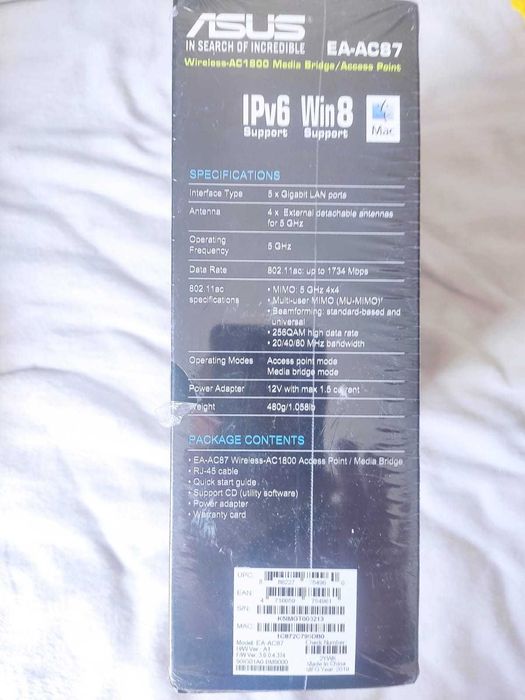 ASUS
IN SEARCH OF INCREDIBLE
EA-AC87
Wireless-AC1800 Media Bridge/Access Point
IPv6 Support
Win8 Support
Mac
SPECIFICATIONS
Interface Type 5 x Gigabit LAN ports
Antenna 4 x External detachable antennas
for 5 GHz
Operating
Frequency 5 GHz
Data Rate 802.11ac: up to 1734 Mbps
802.11ac
specifications
• MIMO: 5 GHz 4x4
• Multi-user MIMO (MU-MIMO)
• Beamforming: standard-based and
universal
• 256QAM high data rate
• 20/40/80 MHz bandwidth
Operating Modes Access point mode
Media bridge mode
Power Adapter 12V with max 1.5 current
Weight 480g/1.058lb
PACKAGE CONTENTS
• EA-AC87 Wireless-AC1800 Access Point / Media Bridge
• RJ-45 cable
• Quick start guide
• Support CD (utility software)
• Power adapter
• Warranty card
UPC
EAN
S/N
MAC
Model: EA-AC87
Check Number
H/W Ver.: A1
Made In China